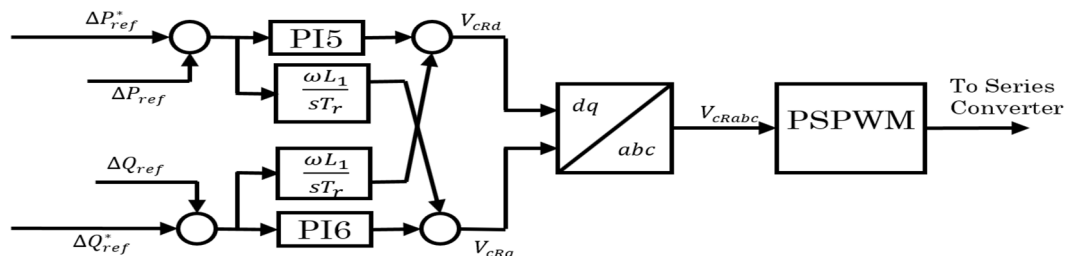 ΔP*ref
PI5
VcRd
ΔPref
ωL1
sTr
To Series
Converter
dq
PSPWM
VcRabc
abc
ωL1
sTr
ΔQref
PI6
ΔQ*ref
VcRq